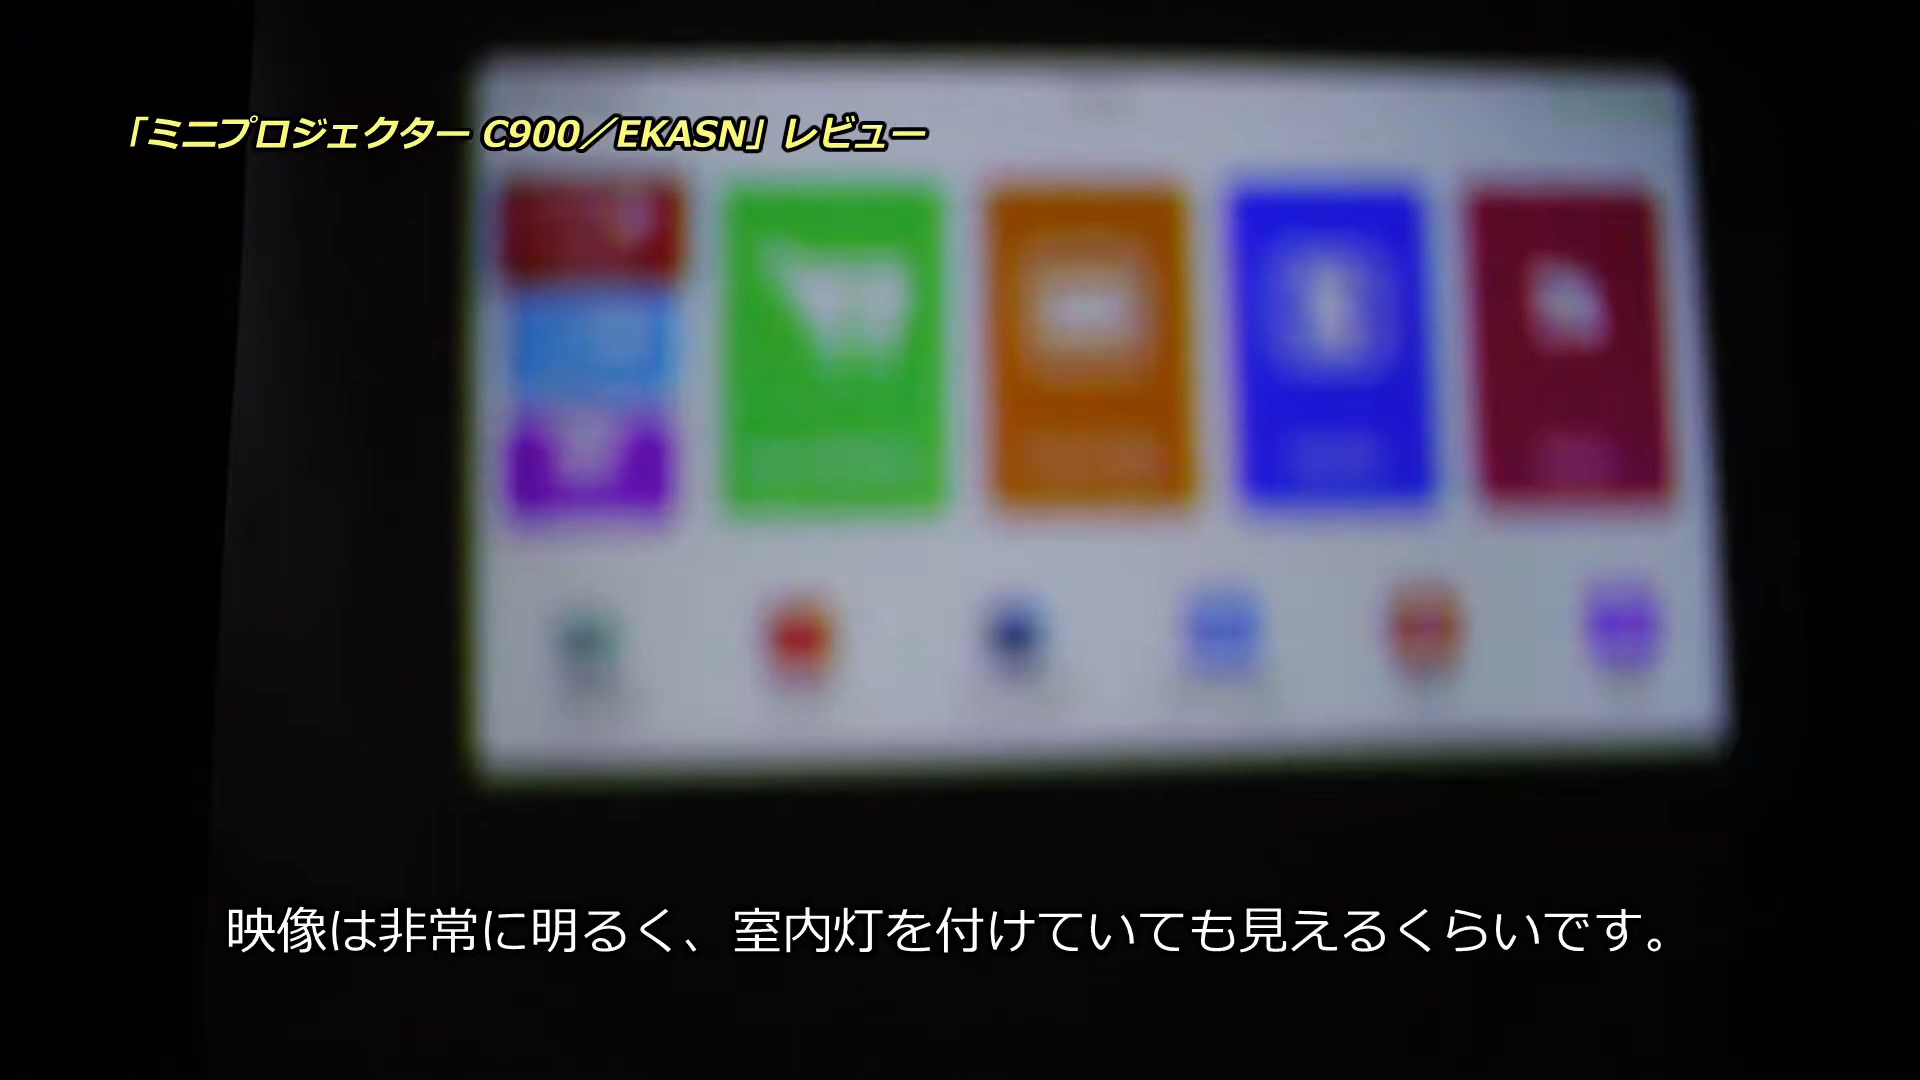 「ミニプロジェクター C900／EKASN」レビュー
映像は非常に明るく、室内灯を付けていても見えるくらいです。